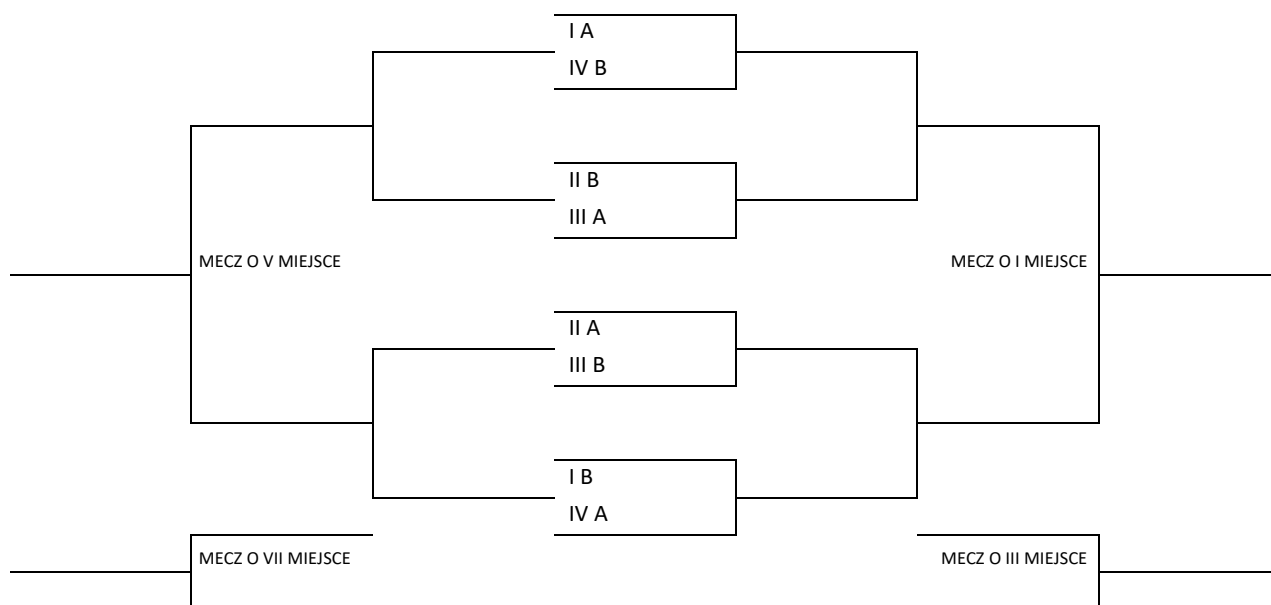 I A
IV B
II B
III A
MECZ O V MIEJSCE
MECZ O I MIEJSCE
II A
III B
I B
IV A
MECZ O VII MIEJSCE
MECZ O III MIEJSCE